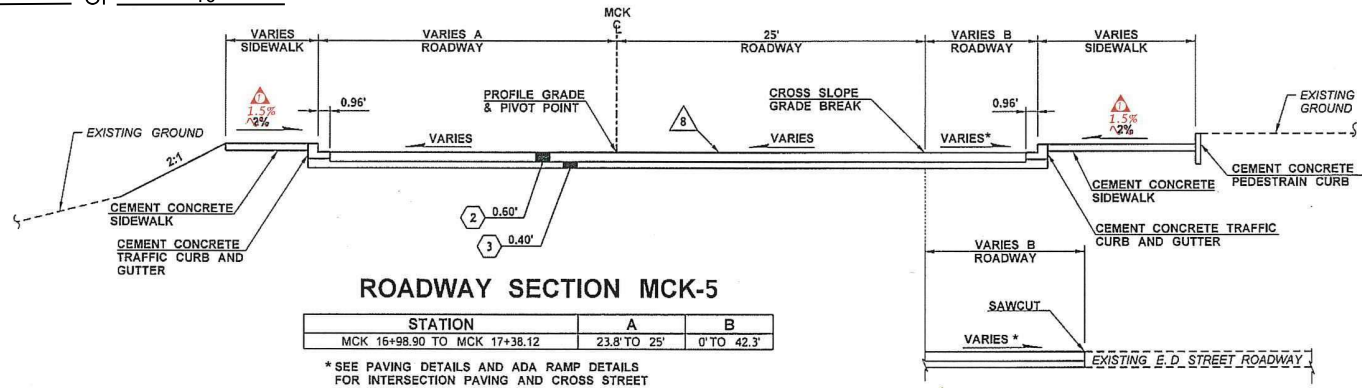 OF
MCK
CL
VARIES
SIDEWALK
VARIES A
ROADWAY
25'
ROADWAY
VARIES B
ROADWAY
VARIES
SIDEWALK
1
1.5%
2%
0.96'
PROFILE GRADE
& PIVOT POINT
8
CROSS SLOPE
GRADE BREAK
0.96'
1
1.5%
2%
EXISTING
GROUND
EXISTING GROUND
VARIES
VARIES
VARIES*
2:1
CEMENT CONCRETE
SIDEWALK
CEMENT CONCRETE
TRAFFIC CURB AND
GUTTER
2
0.60'
3
0.40'
CEMENT CONCRETE
PEDESTRAIN CURB
CEMENT CONCRETE
SIDEWALK
CEMENT CONCRETE TRAFFIC
CURB AND GUTTER
VARIES B
ROADWAY
ROADWAY SECTION MCK-5
STATION A B
MCK 16+98.90 TO MCK 17+38.12 23.8' TO 25' 0' TO 42.3'
* SEE PAVING DETAILS AND ADA RAMP DETAILS
FOR INTERSECTION PAVING AND CROSS STREET
SAWCUT
VARIES *
EXISTING E. D STREET ROADWAY